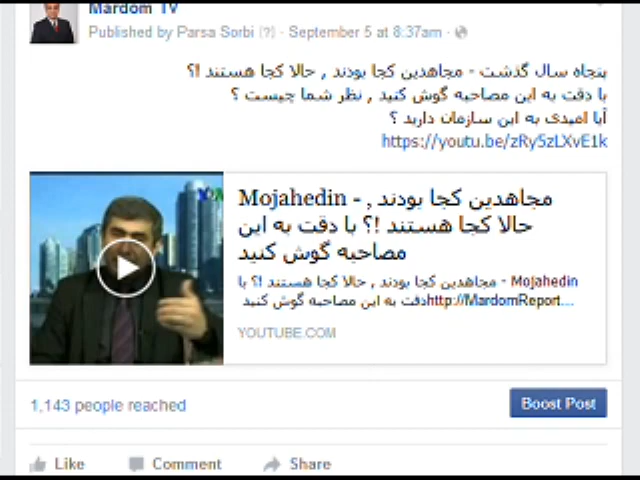 Mardom TV
Published by Parsa Sorbi [?] · September 5 at 8:37am ·
پنجاه سال گذشت - مجاهدین کجا بودند , حالا کجا هستند !؟
با دقت به این مصاحبه گوش کنید , نظر شما چیست ؟
آیا امیدی به این سازمان دارید ؟
https://youtu.be/zRy5zLXvE1k
VOA
Mojahedin - مجاهدین کجا بودند ,
حالا کجا هستند !؟ با دقت به این
مصاحبه گوش کنید
Mojahedin - مجاهدین کجا بودند , حالا کجا هستند !؟ با
دقت به این مصاحبه گوش کنید http://MardomReport...
YOUTUBE.COM
1,143 people reached
Boost Post
Like Comment Share